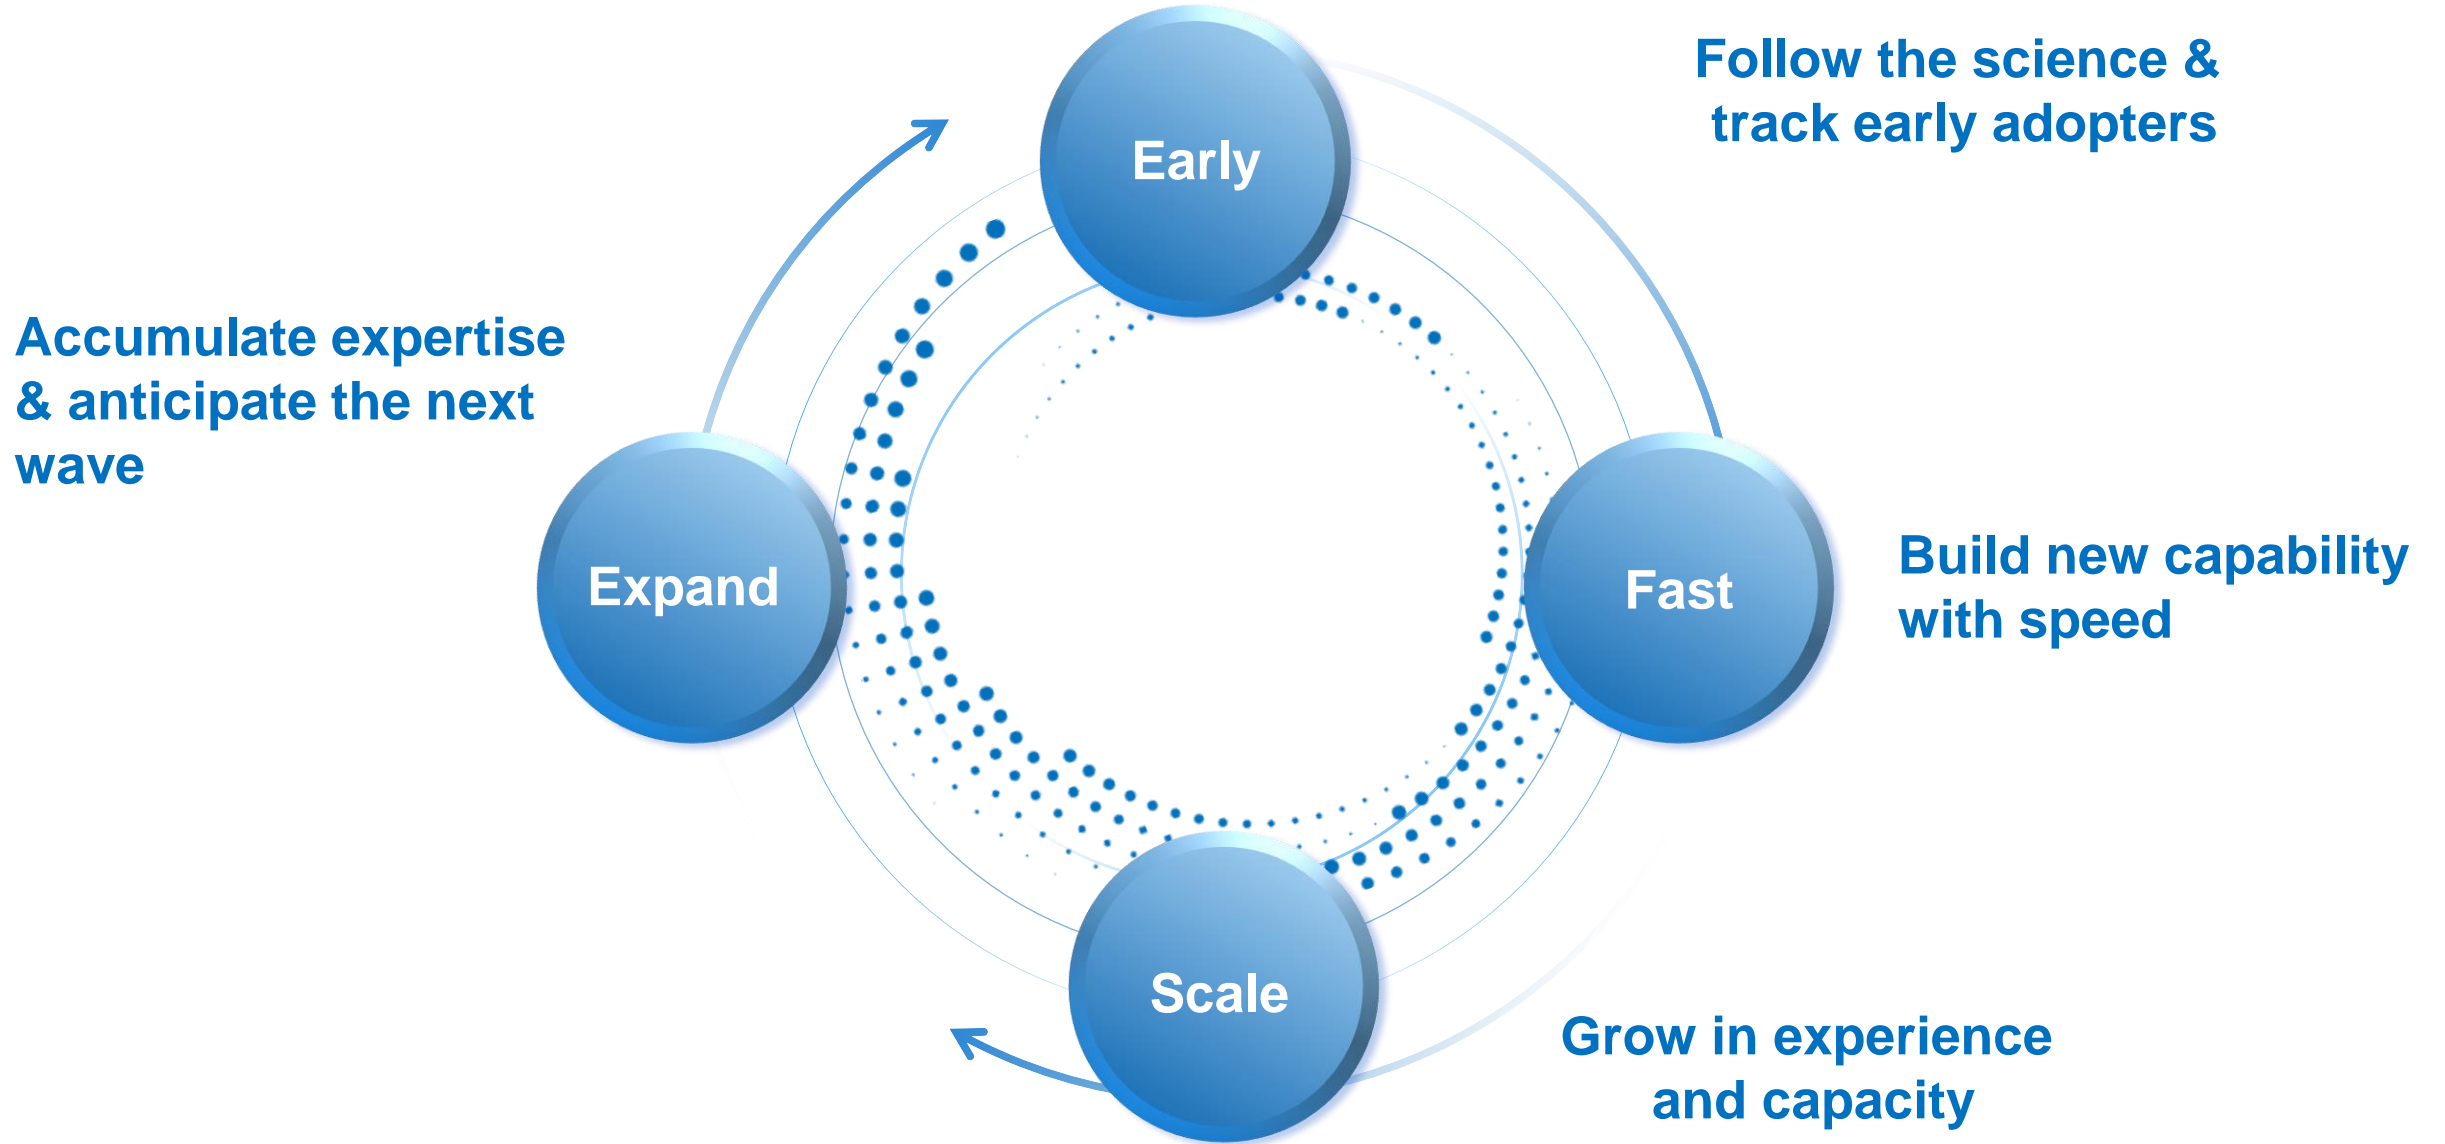 Early
Follow the science &
track early adopters
Fast
Build new capability
with speed
Scale
Grow in experience
and capacity
Expand
Accumulate expertise
& anticipate the next
wave